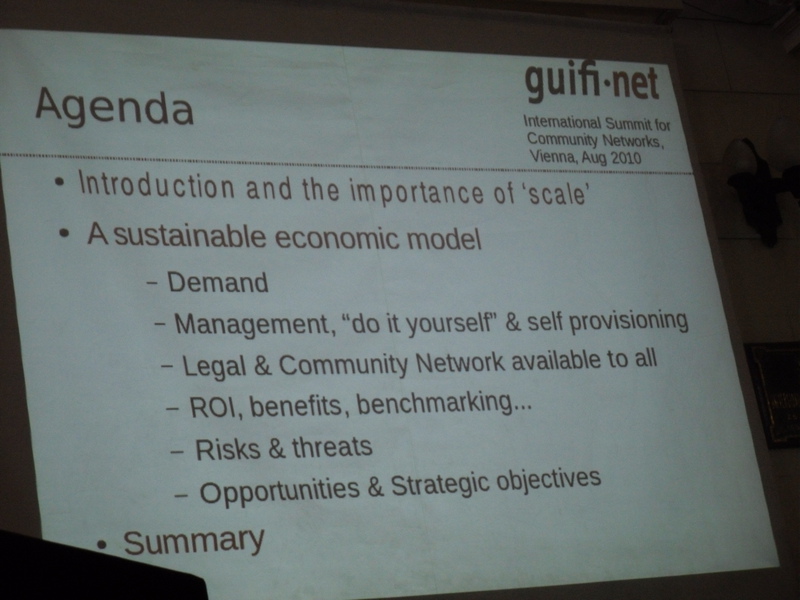 guifi·net
Agenda
International Summit for
Community Networks,
Vienna, Aug 2010
• Introduction and the importance of ‘scale’
• A sustainable economic model
– Demand
– Management, “do it yourself” & self provisioning
– Legal & Community Network available to all
– ROI, benefits, benchmarking...
– Risks & threats
– Opportunities & Strategic objectives
• Summary